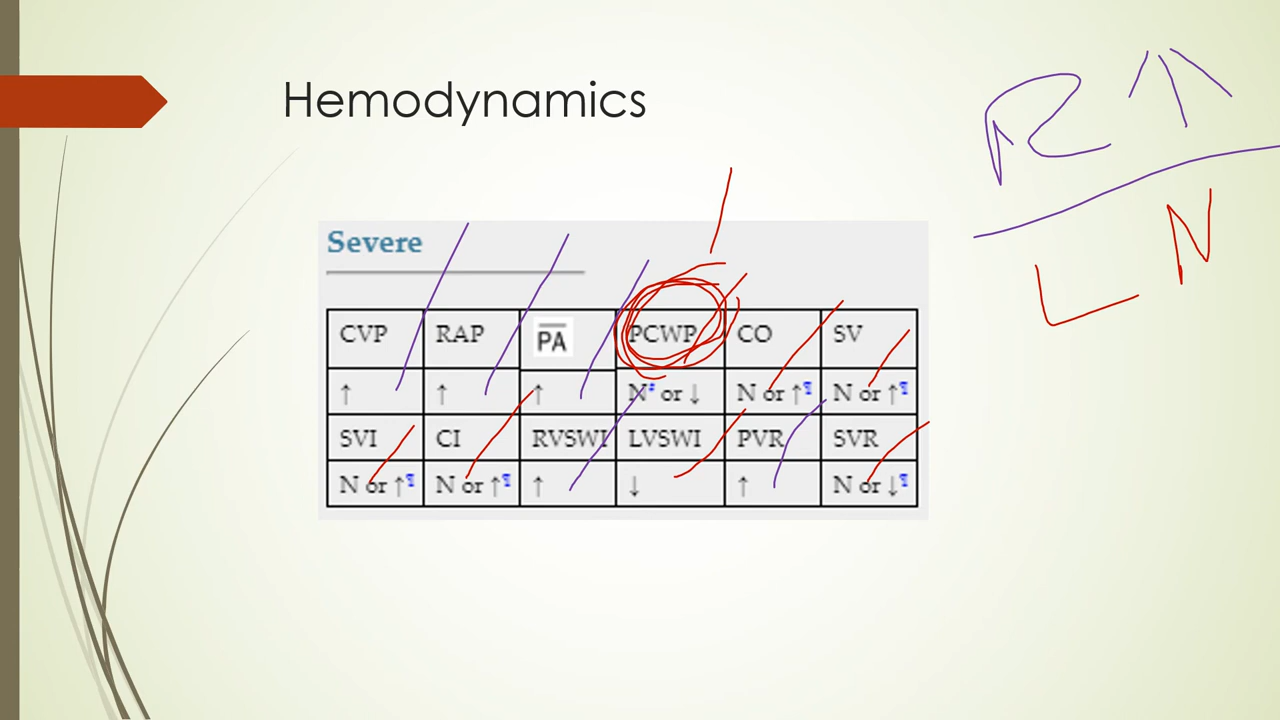 Hemodynamics
R ↑
L N
Severe
CVP RAP PA PCWP CO SV
↑ ↑ ↑ N‡ or ↓ N or ↑¶ N or ↑¶
SVI CI RVSWI LVSWI PVR SVR
N or ↑¶ N or ↑¶ ↑ ↓ ↑ N or ↓¶